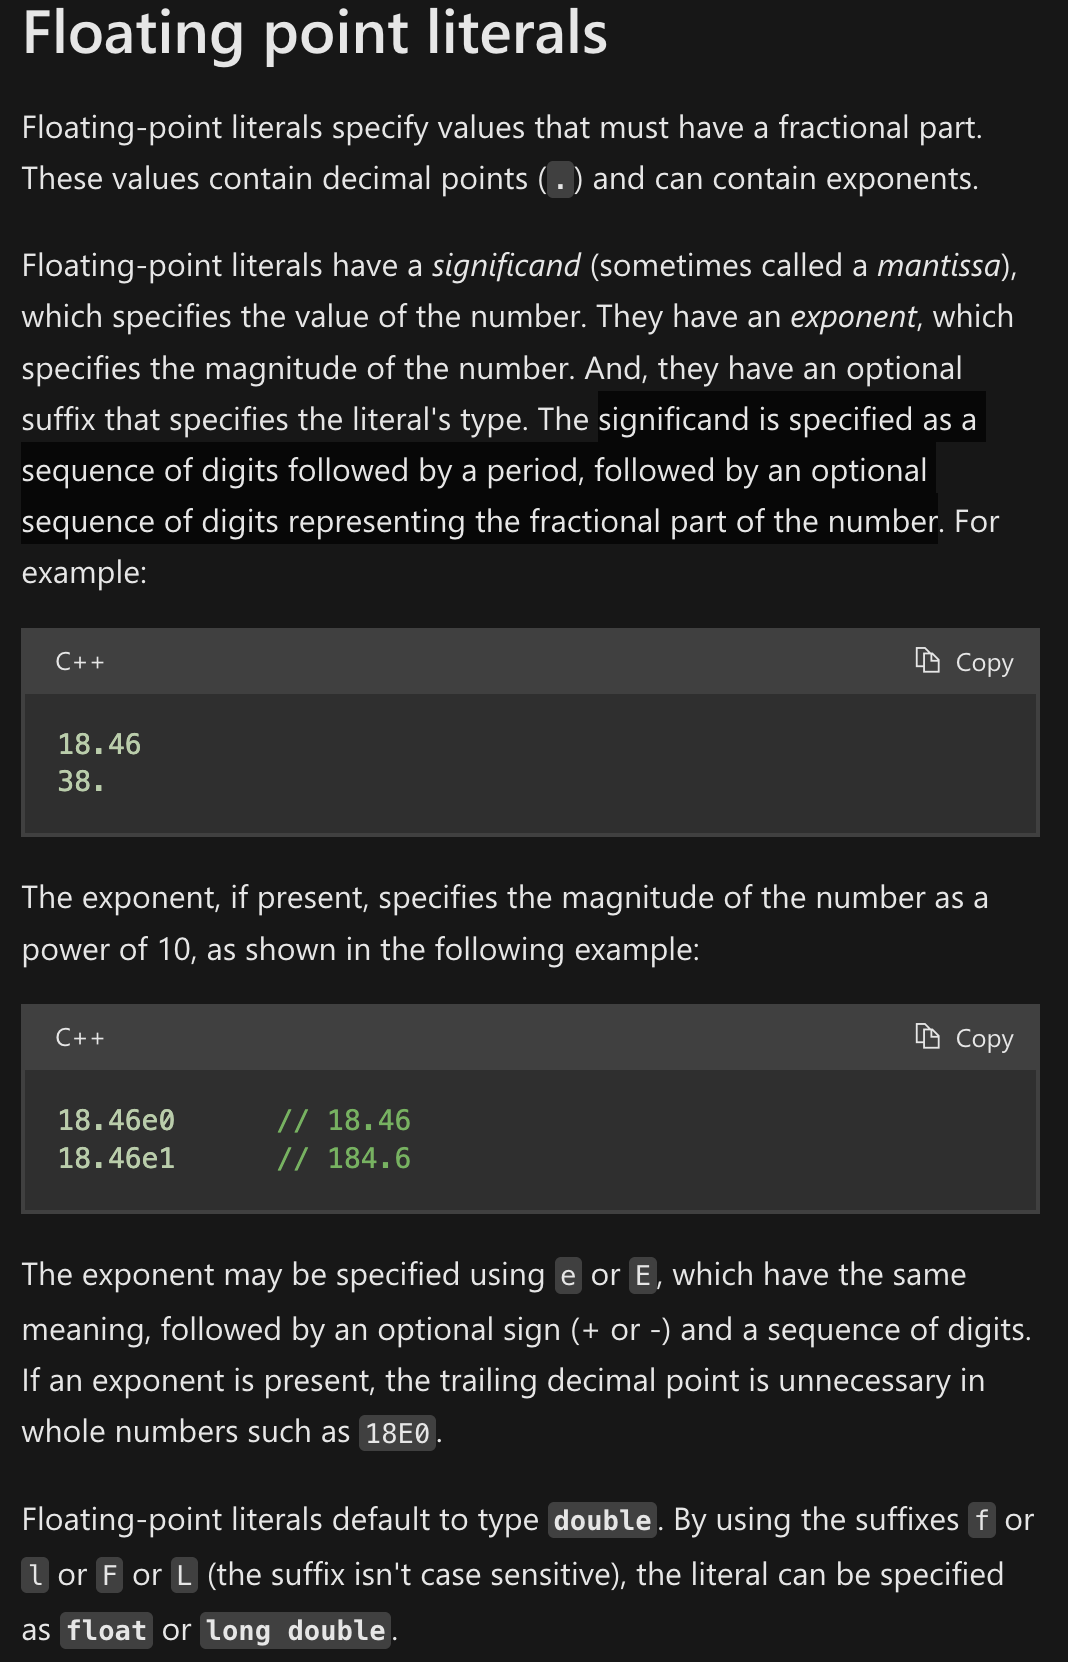 Floating point literals
Floating-point literals specify values that must have a fractional part.
These values contain decimal points (.) and can contain exponents.
Floating-point literals have a significand (sometimes called a mantissa),
which specifies the value of the number. They have an exponent, which
specifies the magnitude of the number. And, they have an optional
suffix that specifies the literal's type. The significand is specified as a
sequence of digits followed by a period, followed by an optional
sequence of digits representing the fractional part of the number. For
example:
C++ Copy
18.46
38.
The exponent, if present, specifies the magnitude of the number as a
power of 10, as shown in the following example:
C++ Copy
18.46e0      // 18.46
18.46e1      // 184.6
The exponent may be specified using e or E, which have the same
meaning, followed by an optional sign (+ or -) and a sequence of digits.
If an exponent is present, the trailing decimal point is unnecessary in
whole numbers such as 18E0.
Floating-point literals default to type double. By using the suffixes f or
l or F or L (the suffix isn't case sensitive), the literal can be specified
as float or long double.